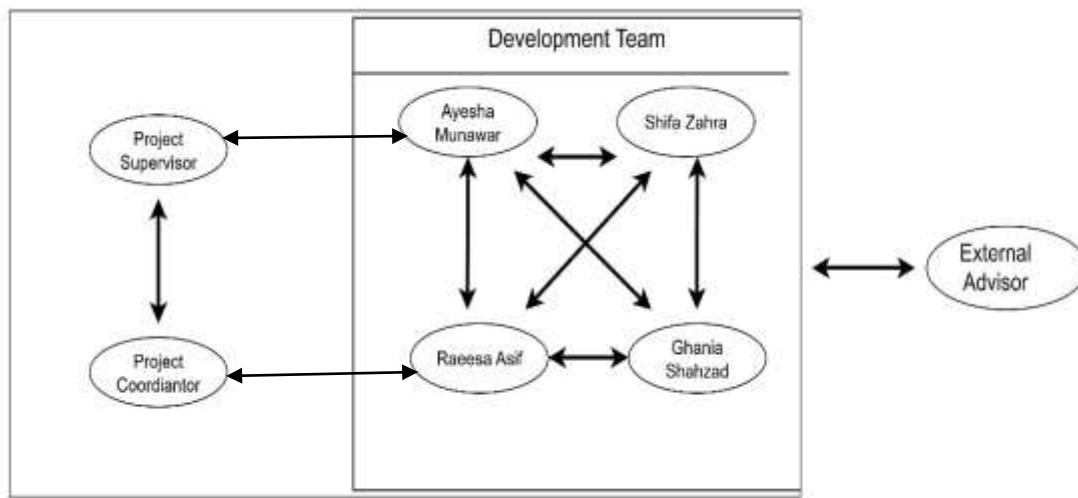 Development Team
Ayesha
Munawar
Shifa Zahra
Project
Supervisor
External
Advisor
Raeesa Asif
Ghania
Shahzad
Project
Coordiantor